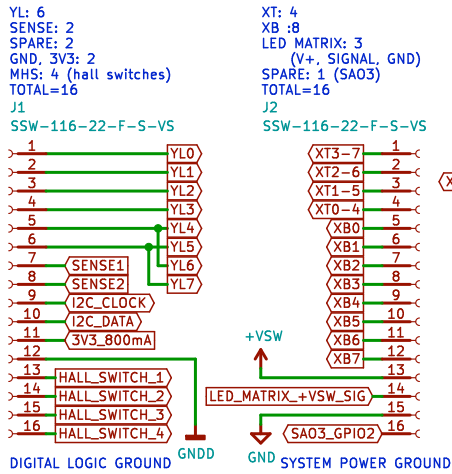 YL: 6
SENSE: 2
SPARE: 2
GND, 3V3: 2
MHS: 4 (hall switches)
TOTAL=16
J1
SSW-116-22-F-S-VS
1 YL0
2 YL1
3 YL2
4 YL3
5 YL4
6 YL5
7 SENSE1 YL6
8 SENSE2 YL7
9 I2C_CLOCK
10 I2C_DATA
11 3V3_800mA
12
13 HALL_SWITCH_1
14 HALL_SWITCH_2
15 HALL_SWITCH_3
16 HALL_SWITCH_4
GNDD
DIGITAL LOGIC GROUND
XT: 4
XB :8
LED MATRIX: 3
(V+, SIGNAL, GND)
SPARE: 1 (SAO3)
TOTAL=16
J2
SSW-116-22-F-S-VS
XT3-7 1
XT2-6 2
XT1-5 3
XT0-4 4
XB0 5
XB1 6
XB2 7
XB3 8
XB4 9
XB5 10
XB6 11
XB7 12
+VSW
13
LED_MATRIX_+VSW_SIG 14
15
SAO3_GPIO2 16
GND
SYSTEM POWER GROUND
X